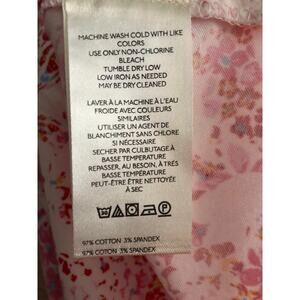 MACHINE WASH COLD WITH LIKE
COLORS
USE ONLY NON-CHLORINE
BLEACH
TUMBLE DRY LOW
LOW IRON AS NEEDED
MAY BE DRY CLEANED
LAVER À LA MACHINE À L'EAU
FROIDE AVEC COULEURS
SIMILAIRES
UTILISER UN AGENT DE
BLANCHIMENT SANS CHLORE
SI NÉCESSAIRE
SECHER PAR CULBUTAGE À
BASSE TEMPÉRATURE
REPASSER, AU BESOIN, À TRÈS
BASSE TEMPÉRATURE
PEUT-ÊTRE ÊTRE NETTOYÉE
À SEC
97% COTTON 3% SPANDEX
97% COTTON 3% SPANDEX